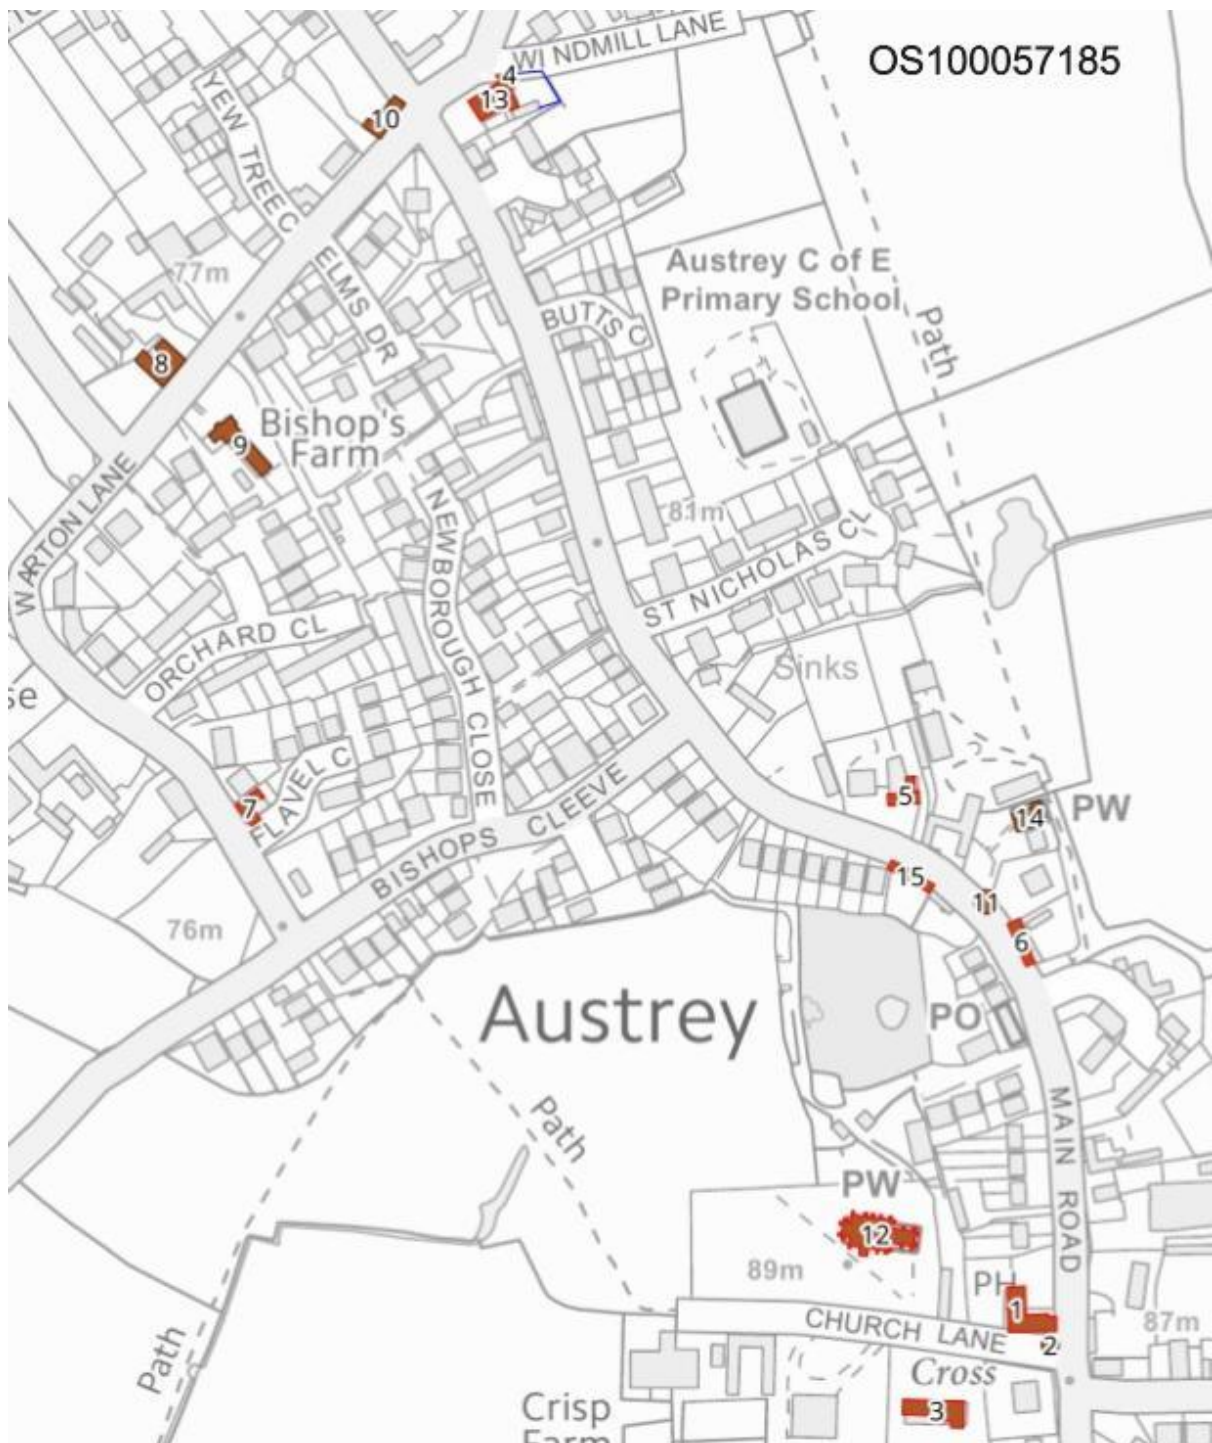 WINDMILL LANE
OS100057185
4
13
10
YEW TREE C
ELMS DR
77m
Austrey C of E
Primary School
Path
BUTTS C
8
Bishop's
Farm
9
WARTON LANE
NEWBOROUGH CLOSE
81m
ST NICHOLAS CL
ORCHARD CL
Sinks
se
FLAVEL C
7
BISHOPS CLEEVE
5
14
PW
15
11
6
76m
Austrey
PO
Path
MAIN ROAD
PW
12
89m
PH
1
CHURCH LANE
2
87m
Path
Cross
3
Crisp
Farm